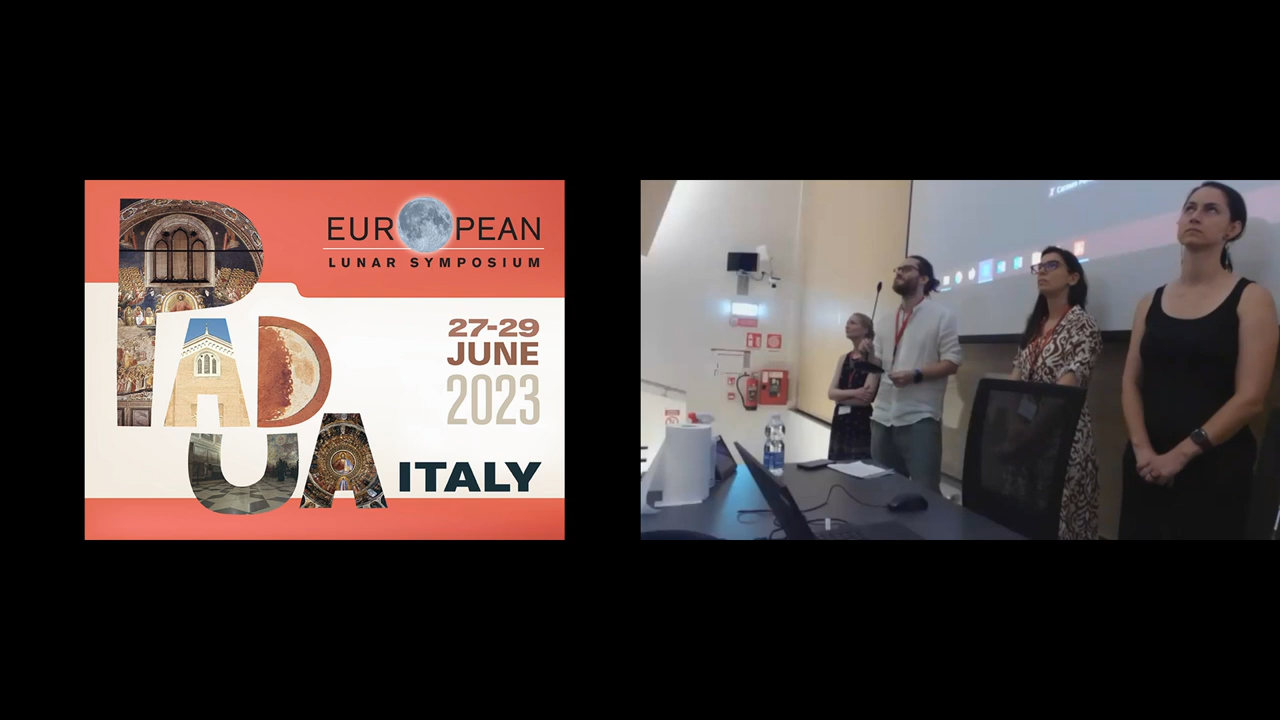 PADUA
EUROPEAN
LUNAR SYMPOSIUM
27-29
JUNE
2023
ITALY